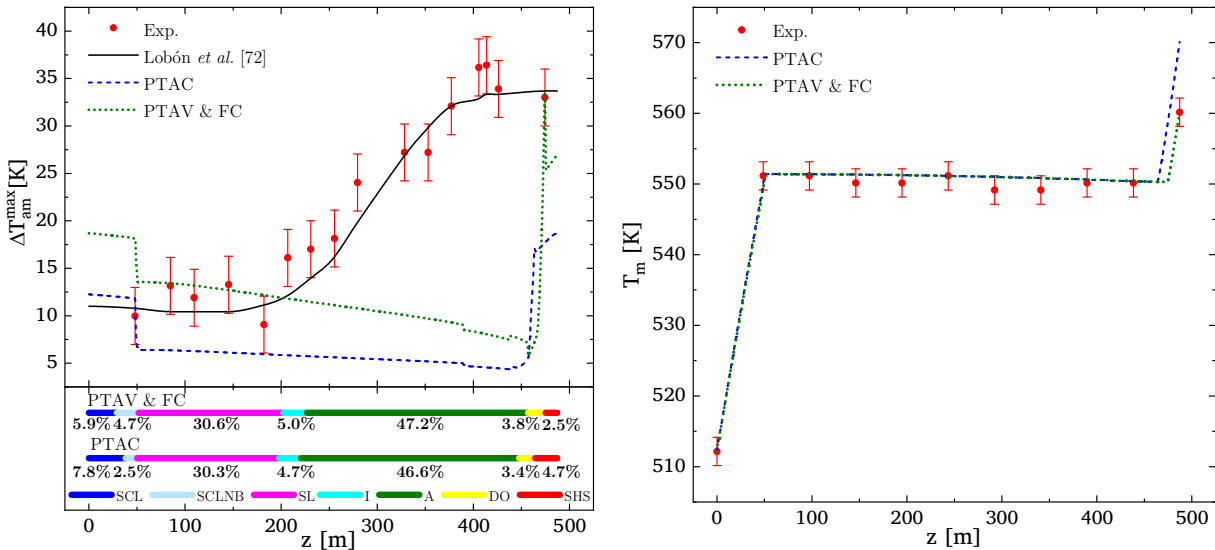 40
35
30
25
20
15
10
5
ΔT_am^max [K]
Exp.
Lobón et al. [72]
PTAC
PTAV & FC
PTAV & FC
5.9% 4.7% 30.6% 5.0% 47.2% 3.8% 2.5%
PTAC
7.8% 2.5% 30.3% 4.7% 46.6% 3.4% 4.7%
SCL SCLNB SL I A DO SHS
0 100 200 300 400 500
z [m]
570
560
550
540
530
520
510
T_m [K]
Exp.
PTAC
PTAV & FC
0 100 200 300 400 500
z [m]